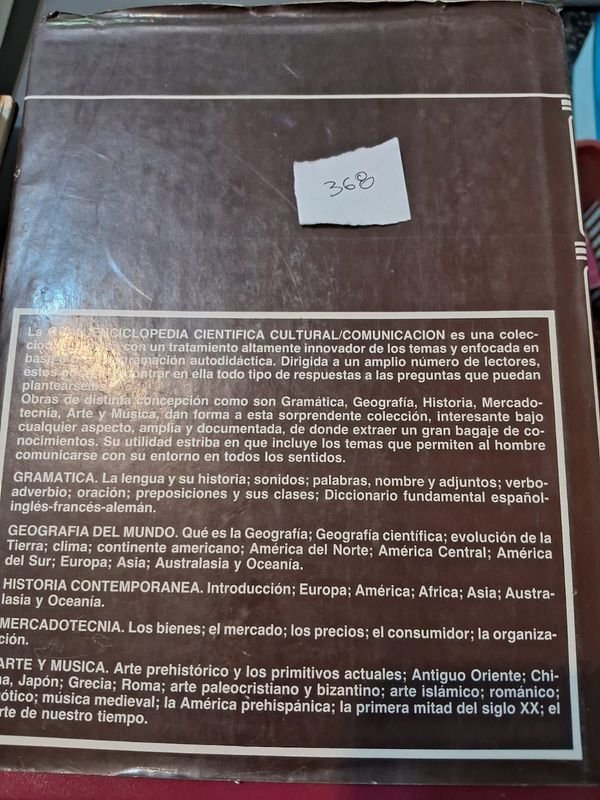 368
La ENCICLOPEDIA CIENTIFICA CULTURAL/COMUNICACION es una colec-
con un tratamiento altamente innovador de los temas y enfocada en
autodidáctica. Dirigida a un amplio número de lectores,
éstos encontrar en ella todo tipo de respuestas a las preguntas que puedan
plantearse
Obras de distinta concepción como son Gramática, Geografía, Historia, Mercado-
tecnia, Arte y Música, dan forma a esta sorprendente colección, interesante bajo
cualquier aspecto, amplia y documentada, de donde extraer un gran bagaje de co-
nocimientos. Su utilidad estriba en que incluye los temas que permiten al hombre
comunicarse con su entorno en todos los sentidos.
GRAMATICA. La lengua y su historia; sonidos; palabras, nombre y adjuntos; verbo-
adverbio; oración; preposiciones y sus clases; Diccionario fundamental español-
inglés-francés-alemán.
GEOGRAFIA DEL MUNDO. Qué es la Geografía; Geografía científica; evolución de la
Tierra; clima; continente americano; América del Norte; América Central; América
del Sur; Europa; Asia; Australasia y Oceanía.
HISTORIA CONTEMPORANEA. Introducción; Europa; América; Africa; Asia; Austra-
lasia y Oceanía.
MERCADOTECNIA. Los bienes; el mercado; los precios; el consumidor; la organiza-
ción.
ARTE Y MUSICA. Arte prehistórico y los primitivos actuales; Antiguo Oriente; Chi-
na, Japón; Grecia; Roma; arte paleocristiano y bizantino; arte islámico; románico;
gótico; música medieval; la América prehispánica; la primera mitad del siglo XX; el
arte de nuestro tiempo.